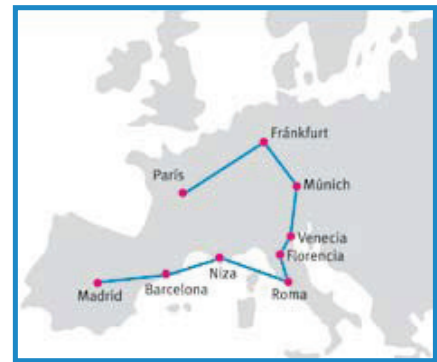 Fránkfurt
París
Múnich
Venecia
Florencia
Niza
Madrid
Barcelona
Roma